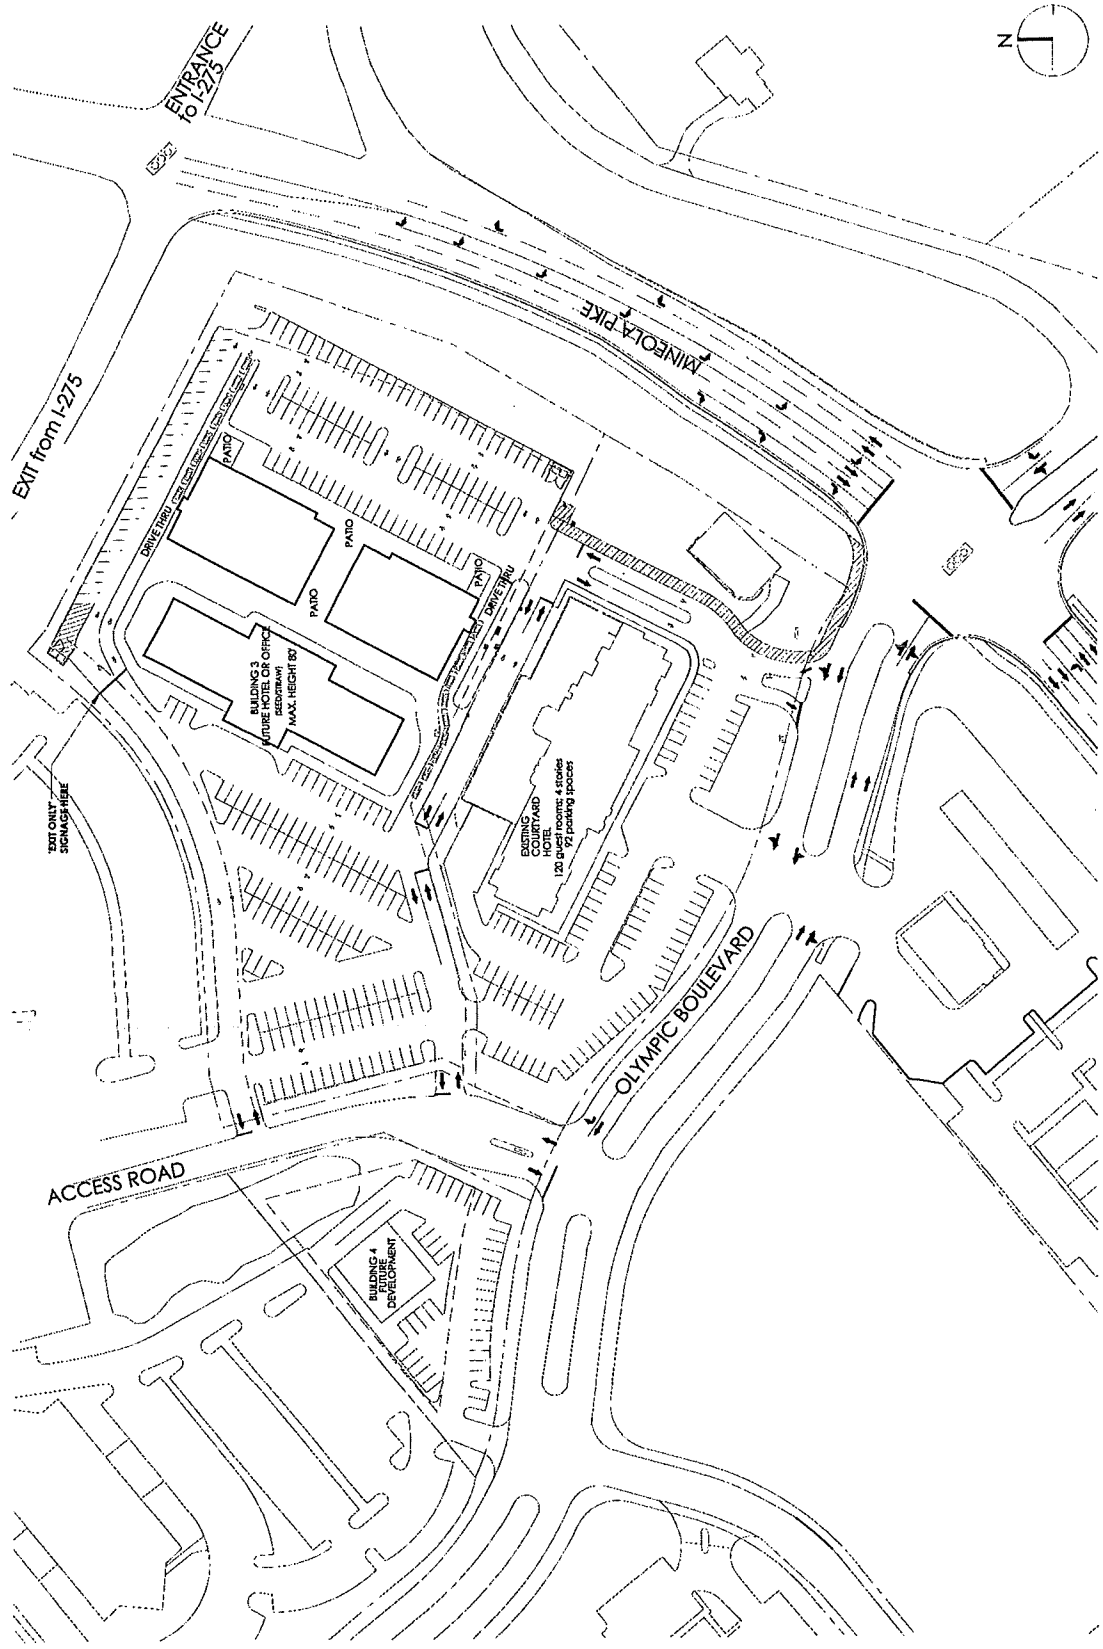 N
ENTRANCE
to I-275
EXIT from I-275
MINEOLA PIKE
PATIO
DRIVE THRU
PATIO
PATIO
PATIO
DRIVE THRU
BUILDING 3
FUTURE HOTEL OR OFFICE
(SEED/STRAW)
MAX. HEIGHT 80'
'EXIT ONLY'
SIGNAGE HERE
EXISTING
COURTYARD
HOTEL
120 guest rooms; 4 stories
92 parking spaces
OLYMPIC BOULEVARD
ACCESS ROAD
BUILDING 4
FUTURE
DEVELOPMENT